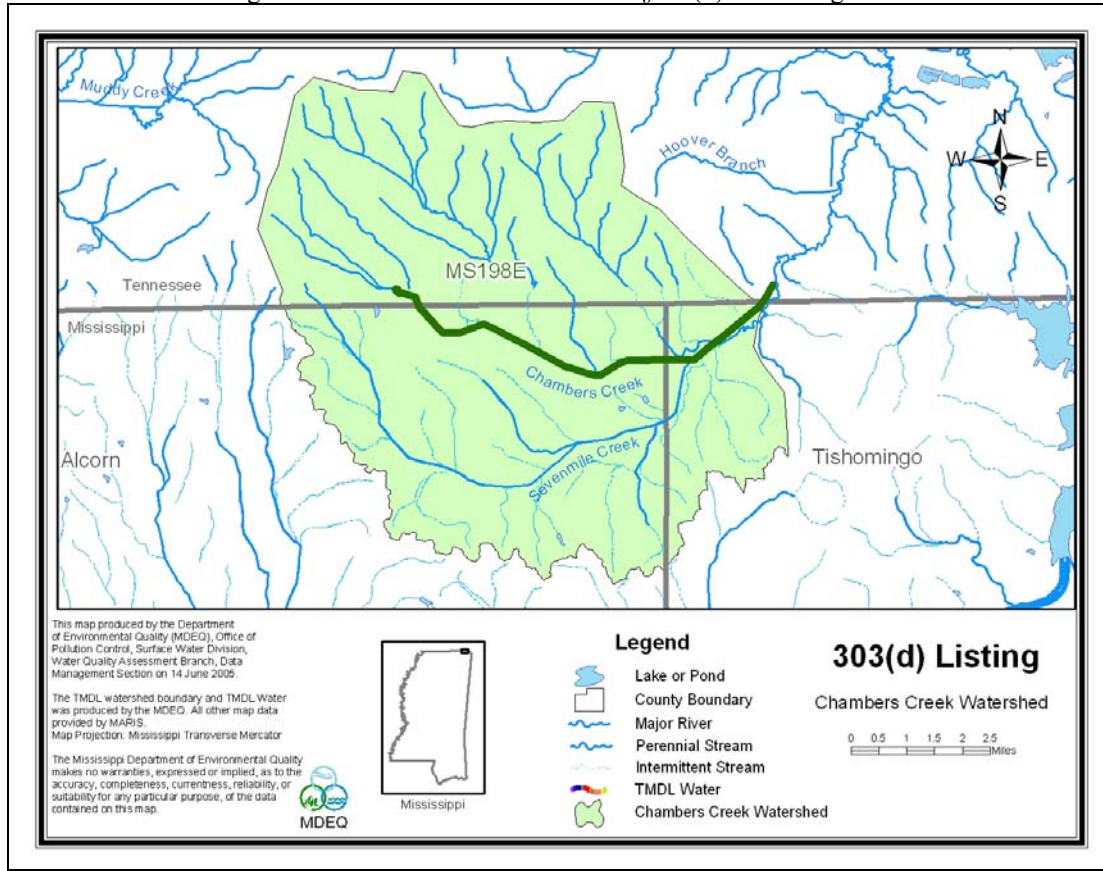 Muddy Creek
Hoover Branch
N
W E
S
MS198E
Tennessee
Mississippi
Chambers Creek
Sevenmile Creek
Alcorn
Tishomingo
This map produced by the Department
of Environmental Quality (MDEQ), Office of
Pollution Control, Surface Water Division,
Water Quality Assessment Branch, Data
Management Section on 14 June 2005.
The TMDL watershed boundary and TMDL Water
was produced by the MDEQ. All other map data
provided by MARIS.
Map Projection: Mississippi Transverse Mercator
The Mississippi Department of Environmental Quality
makes no warranties, expressed or implied, as to the
accuracy, completeness, currentness, reliability, or
suitability for any particular purpose, of the data
contained on this map.
MDEQ
Mississippi
Legend
Lake or Pond
County Boundary
Major River
Perennial Stream
Intermittent Stream
TMDL Water
Chambers Creek Watershed
303(d) Listing
Chambers Creek Watershed
0 0.5 1 1.5 2 2.5
Miles